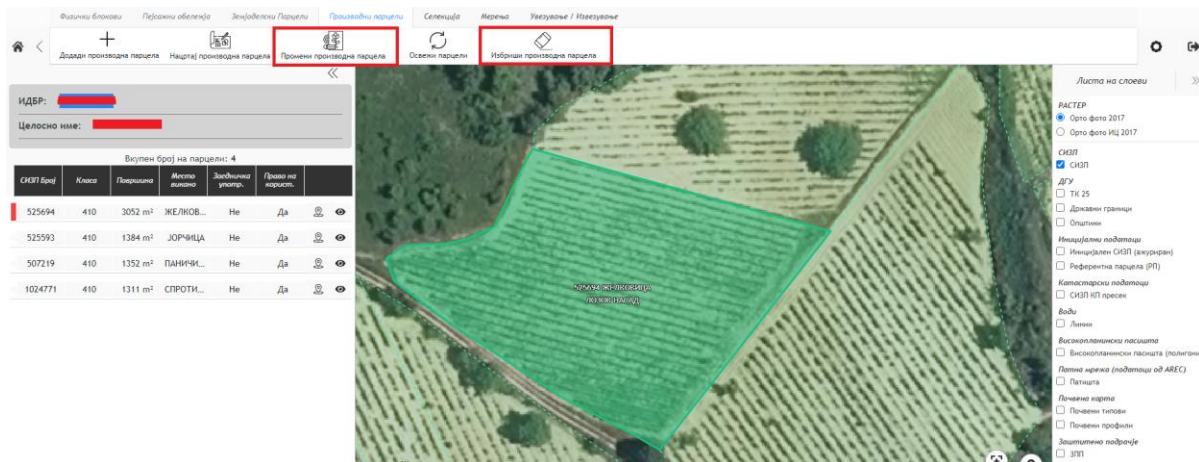 Физички блокови Пејсажни обележја Земјоделски Парцели Производни парцели Селекција Мерења Увезување / Извезување
Додади производна парцела Нацртај производна парцела Промени производна парцела Освежи парцели Избриши производна парцела
ИДБР:
Целосно име:
Вкупен број на парцели: 4
СИЗП Број Класа Површина Место викано Заедничка употр. Право на корист.
525694 410 3052 m² ЖЕЛКОВ... Не Да
525593 410 1384 m² ЈОРЧИЦА Не Да
507219 410 1352 m² ПАНИЧИ... Не Да
1024771 410 1311 m² СПРОТИ... Не Да
525694 ЖЕЛКОВИЦА
ЛОЗОВ НАСАД
Листа на слоеви
РАСТЕР
Орто фото 2017
Орто фото ИЦ 2017
СИЗП
СИЗП
ДГУ
ТК 25
Државни граници
Општини
Иницијални податоци
Иницијален СИЗП (ажуриран)
Референтна парцела (РП)
Катастарски податоци
СИЗП КП пресек
Води
Линии
Високопланински пасишта
Високопланински пасишта (полигони
Патна мрежа (податоци од AREC)
Патишта
Почвена карта
Почвени типови
Почвени профили
Заштитено подрачје
ЗПП